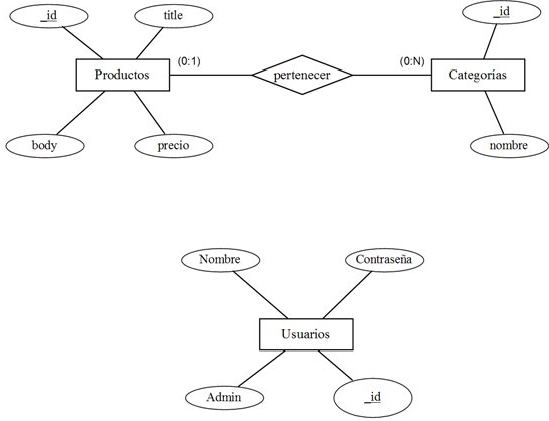 _id
title
_id
Productos
(0:1)
pertenecer
(0:N)
Categorías
body
precio
nombre
Nombre
Contraseña
Usuarios
Admin
_id